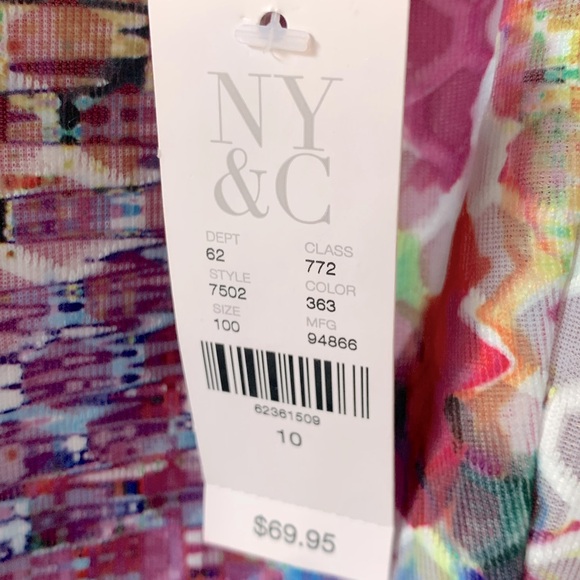 NY
&C
DEPT CLASS
62 772
STYLE COLOR
7502 363
SIZE MFG
100 94866
62361509
10
$69.95